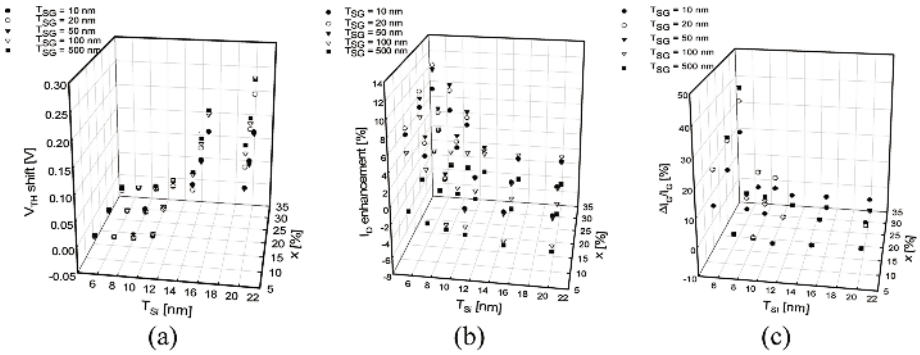 T_SG = 10 nm
T_SG = 20 nm
T_SG = 50 nm
T_SG = 100 nm
T_SG = 500 nm
0.30
0.25
0.20
0.15
0.10
0.05
0.00
-0.05
V_TH shift [V]
6 8 10 12 14 16 18 20 22
T_Si [nm]
5
10
15
20
25
30
35
x [%]
(a)
T_SG = 10 nm
T_SG = 20 nm
T_SG = 50 nm
T_SG = 100 nm
T_SG = 500 nm
14
12
10
8
6
4
2
0
-2
-4
-6
-8
I_D enhancement [%]
6 8 10 12 14 16 18 20 22
T_Si [nm]
5
10
15
20
25
30
35
x [%]
(b)
T_SG = 10 nm
T_SG = 20 nm
T_SG = 50 nm
T_SG = 100 nm
T_SG = 500 nm
50
40
30
20
10
0
-10
ΔI_G/I_G
6 8 10 12 14 16 18 20 22
T_Si [nm]
5
10
15
20
25
30
35
x [%]
(c)